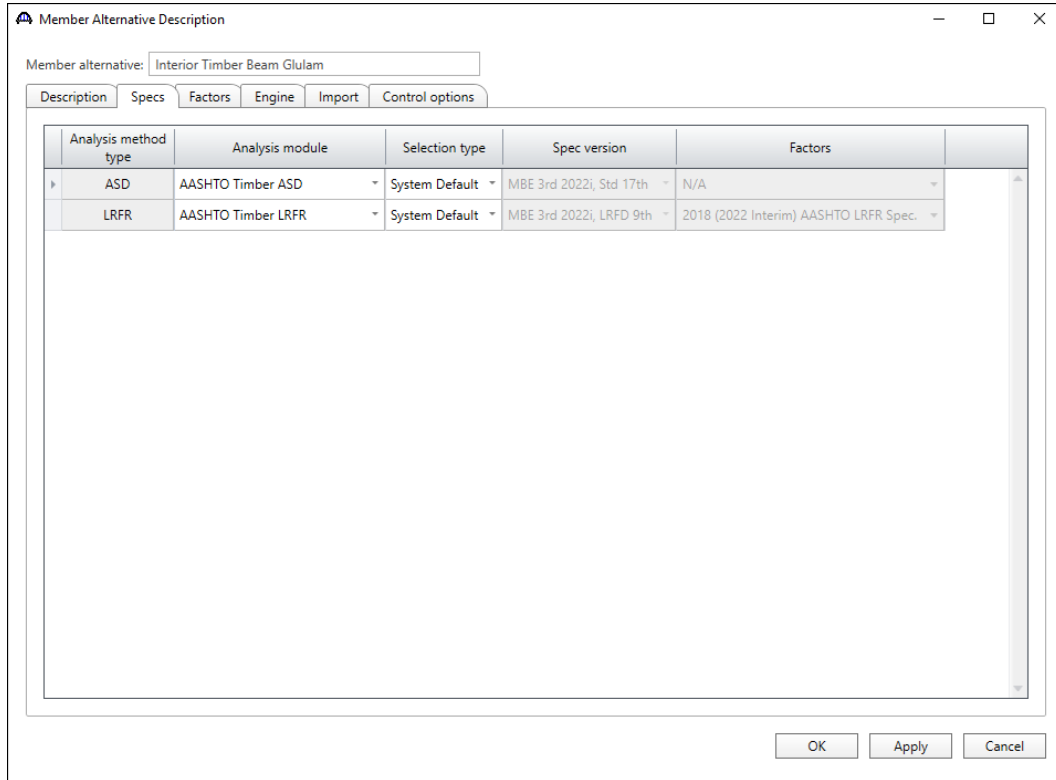 Member Alternative Description
Member alternative: Interior Timber Beam Glulam
Description Specs Factors Engine Import Control options
Analysis method type Analysis module Selection type Spec version Factors
ASD AASHTO Timber ASD System Default MBE 3rd 2022i, Std 17th N/A
LRFR AASHTO Timber LRFR System Default MBE 3rd 2022i, LRFD 9th 2018 (2022 Interim) AASHTO LRFR Spec.
OK Apply Cancel